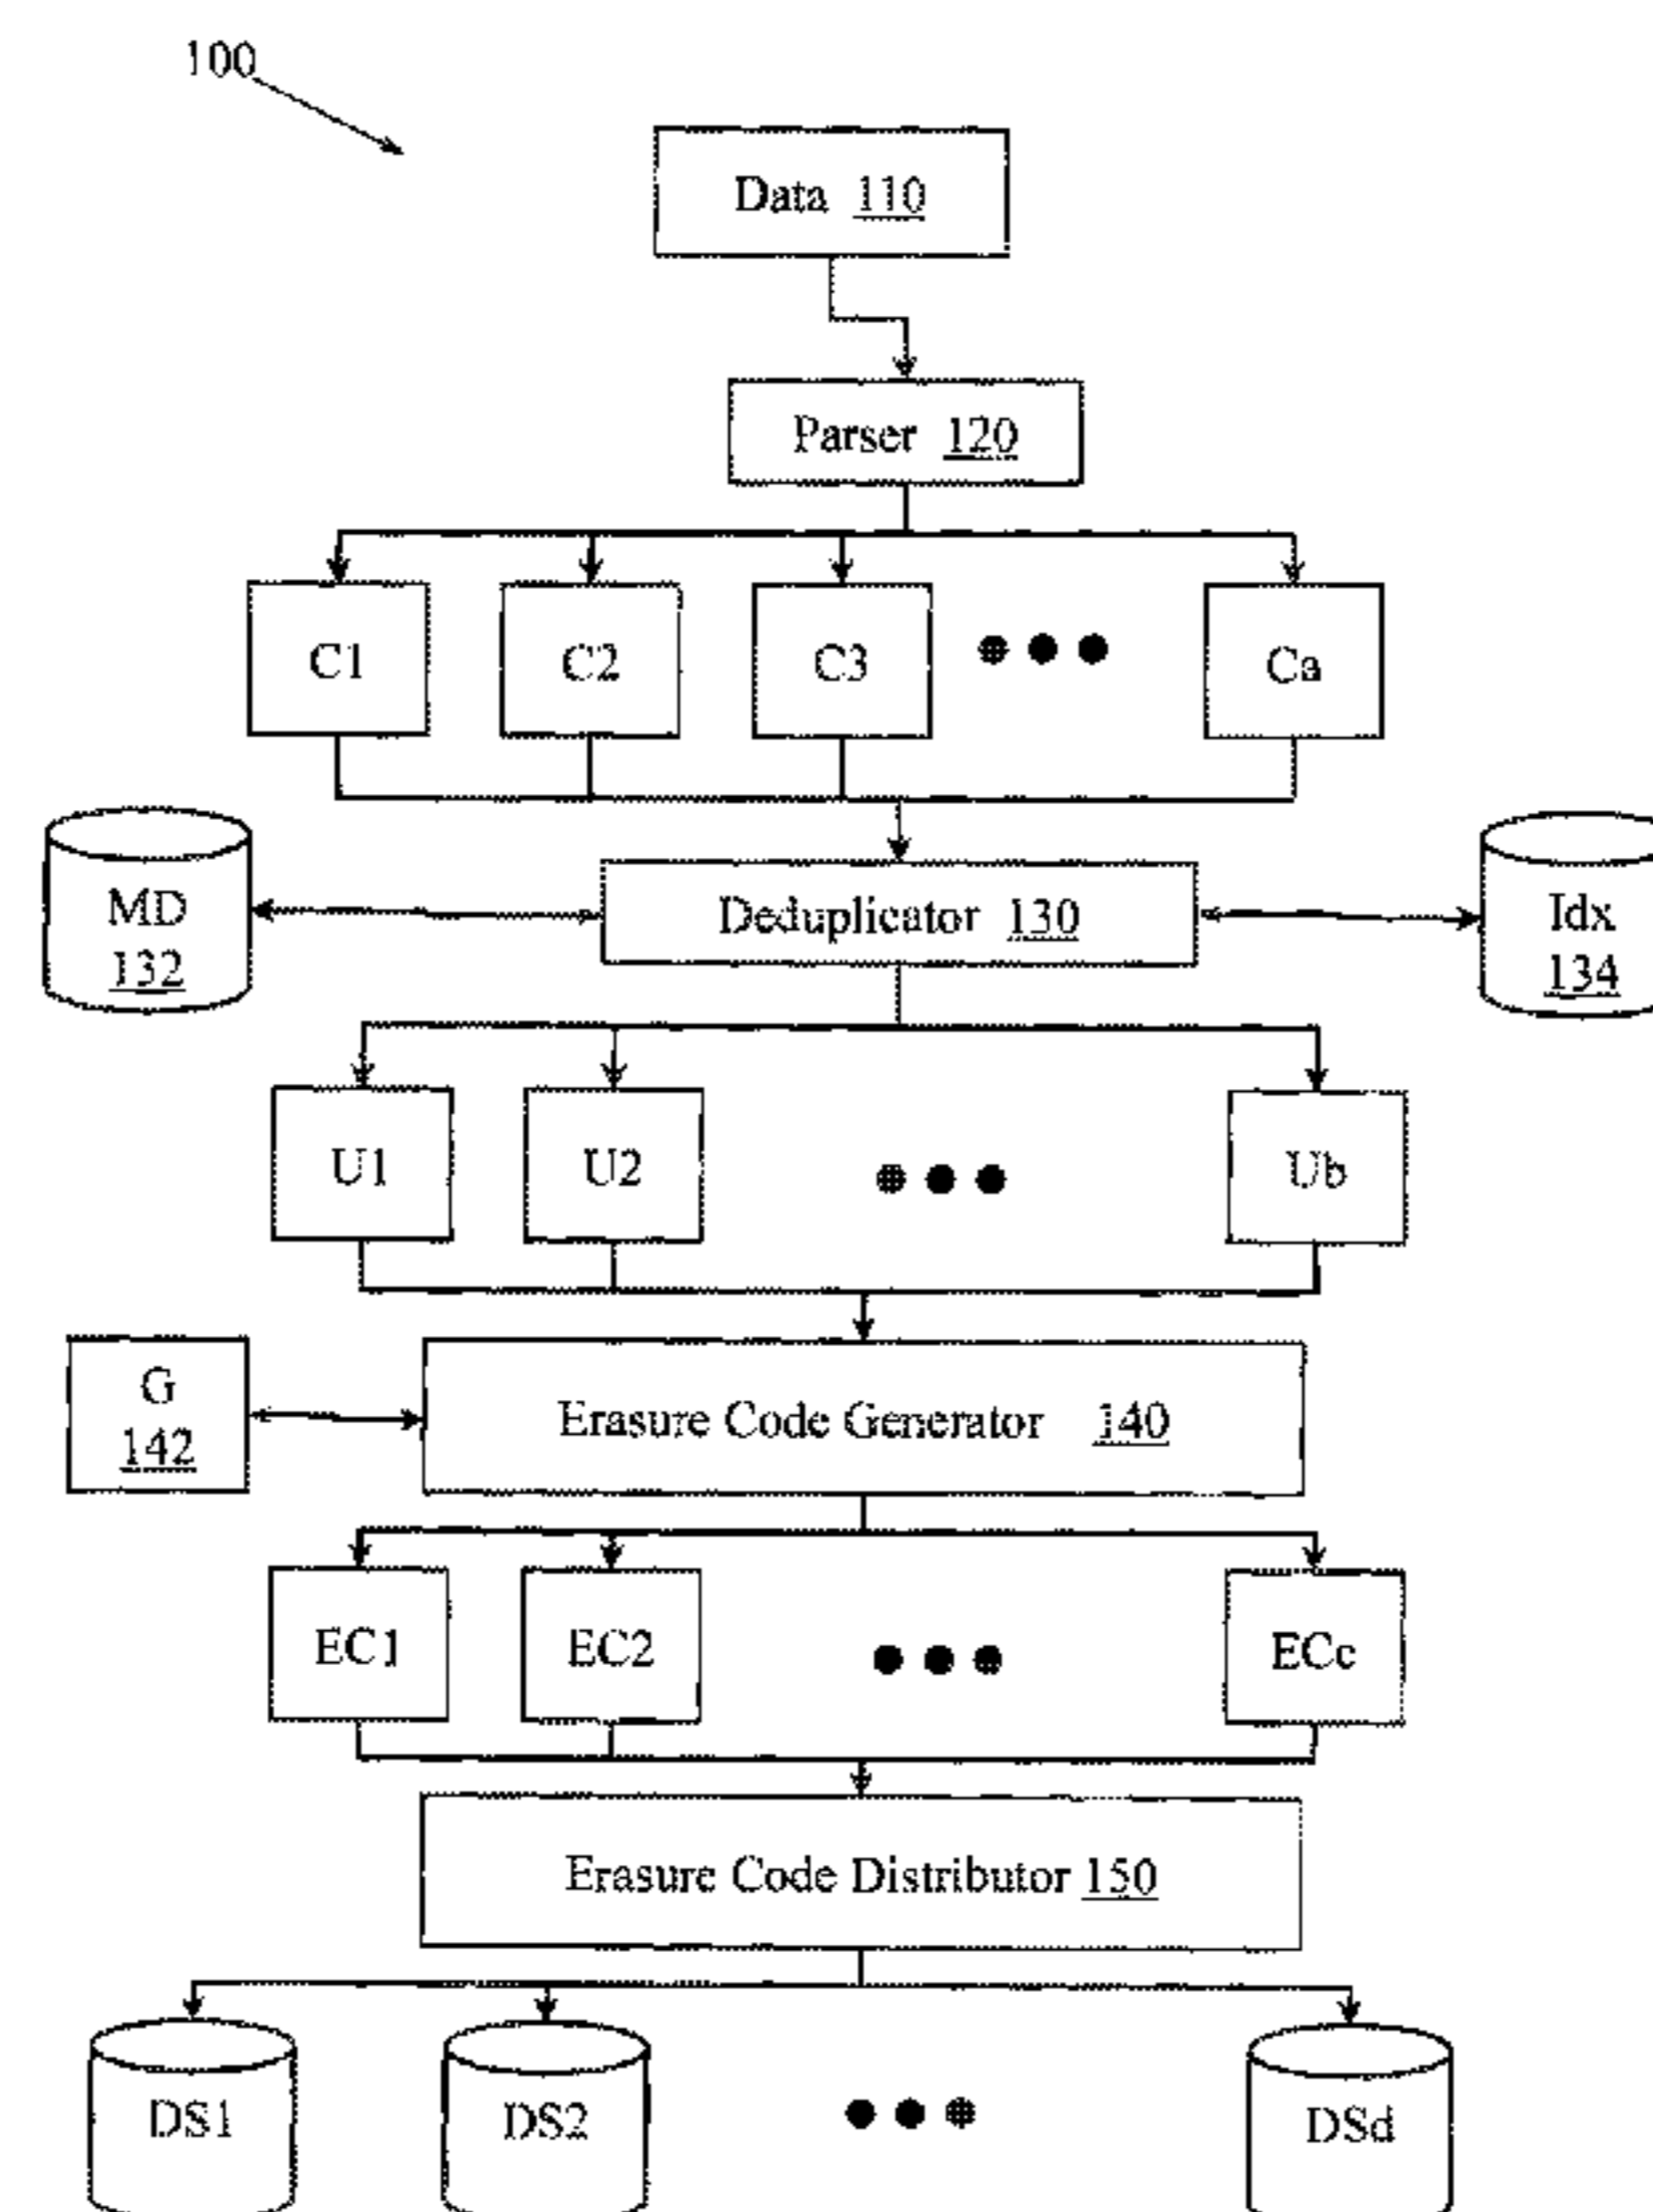 100
Data 110
Parser 120
C1 C2 C3 Ca
MD
132
Deduplicator 130
Idx
134
U1 U2 Ub
G
142
Erasure Code Generator 140
EC1 EC2 ECc
Erasure Code Distributor 150
DS1 DS2 DSd